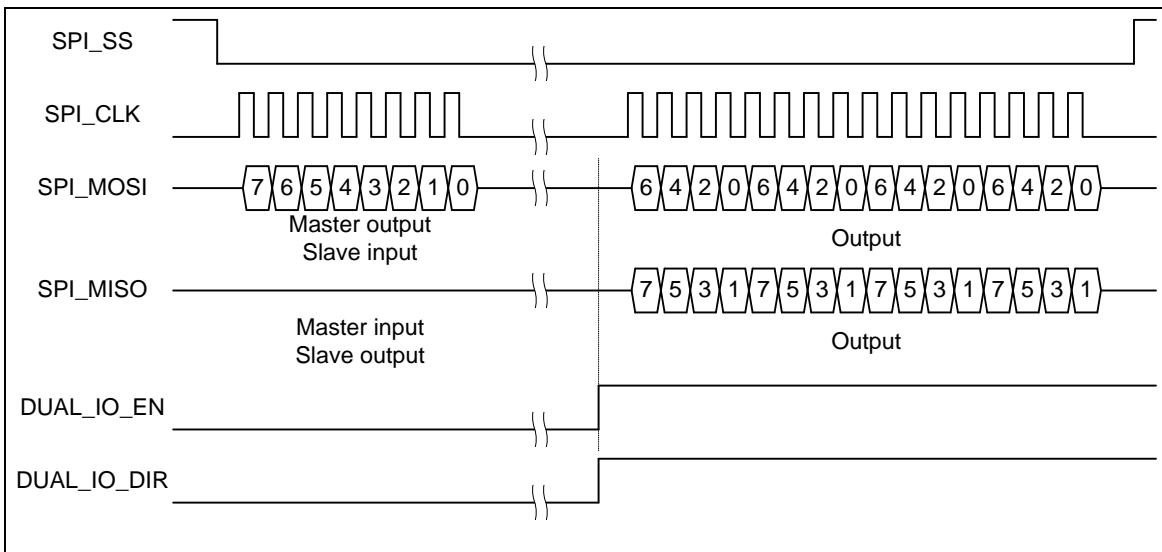 SPI_SS
SPI_CLK
SPI_MOSI
7 6 5 4 3 2 1 0
6 4 2 0 6 4 2 0 6 4 2 0 6 4 2 0
Master output
Slave input
Output
SPI_MISO
7 5 3 1 7 5 3 1 7 5 3 1 7 5 3 1
Master input
Slave output
Output
DUAL_IO_EN
DUAL_IO_DIR